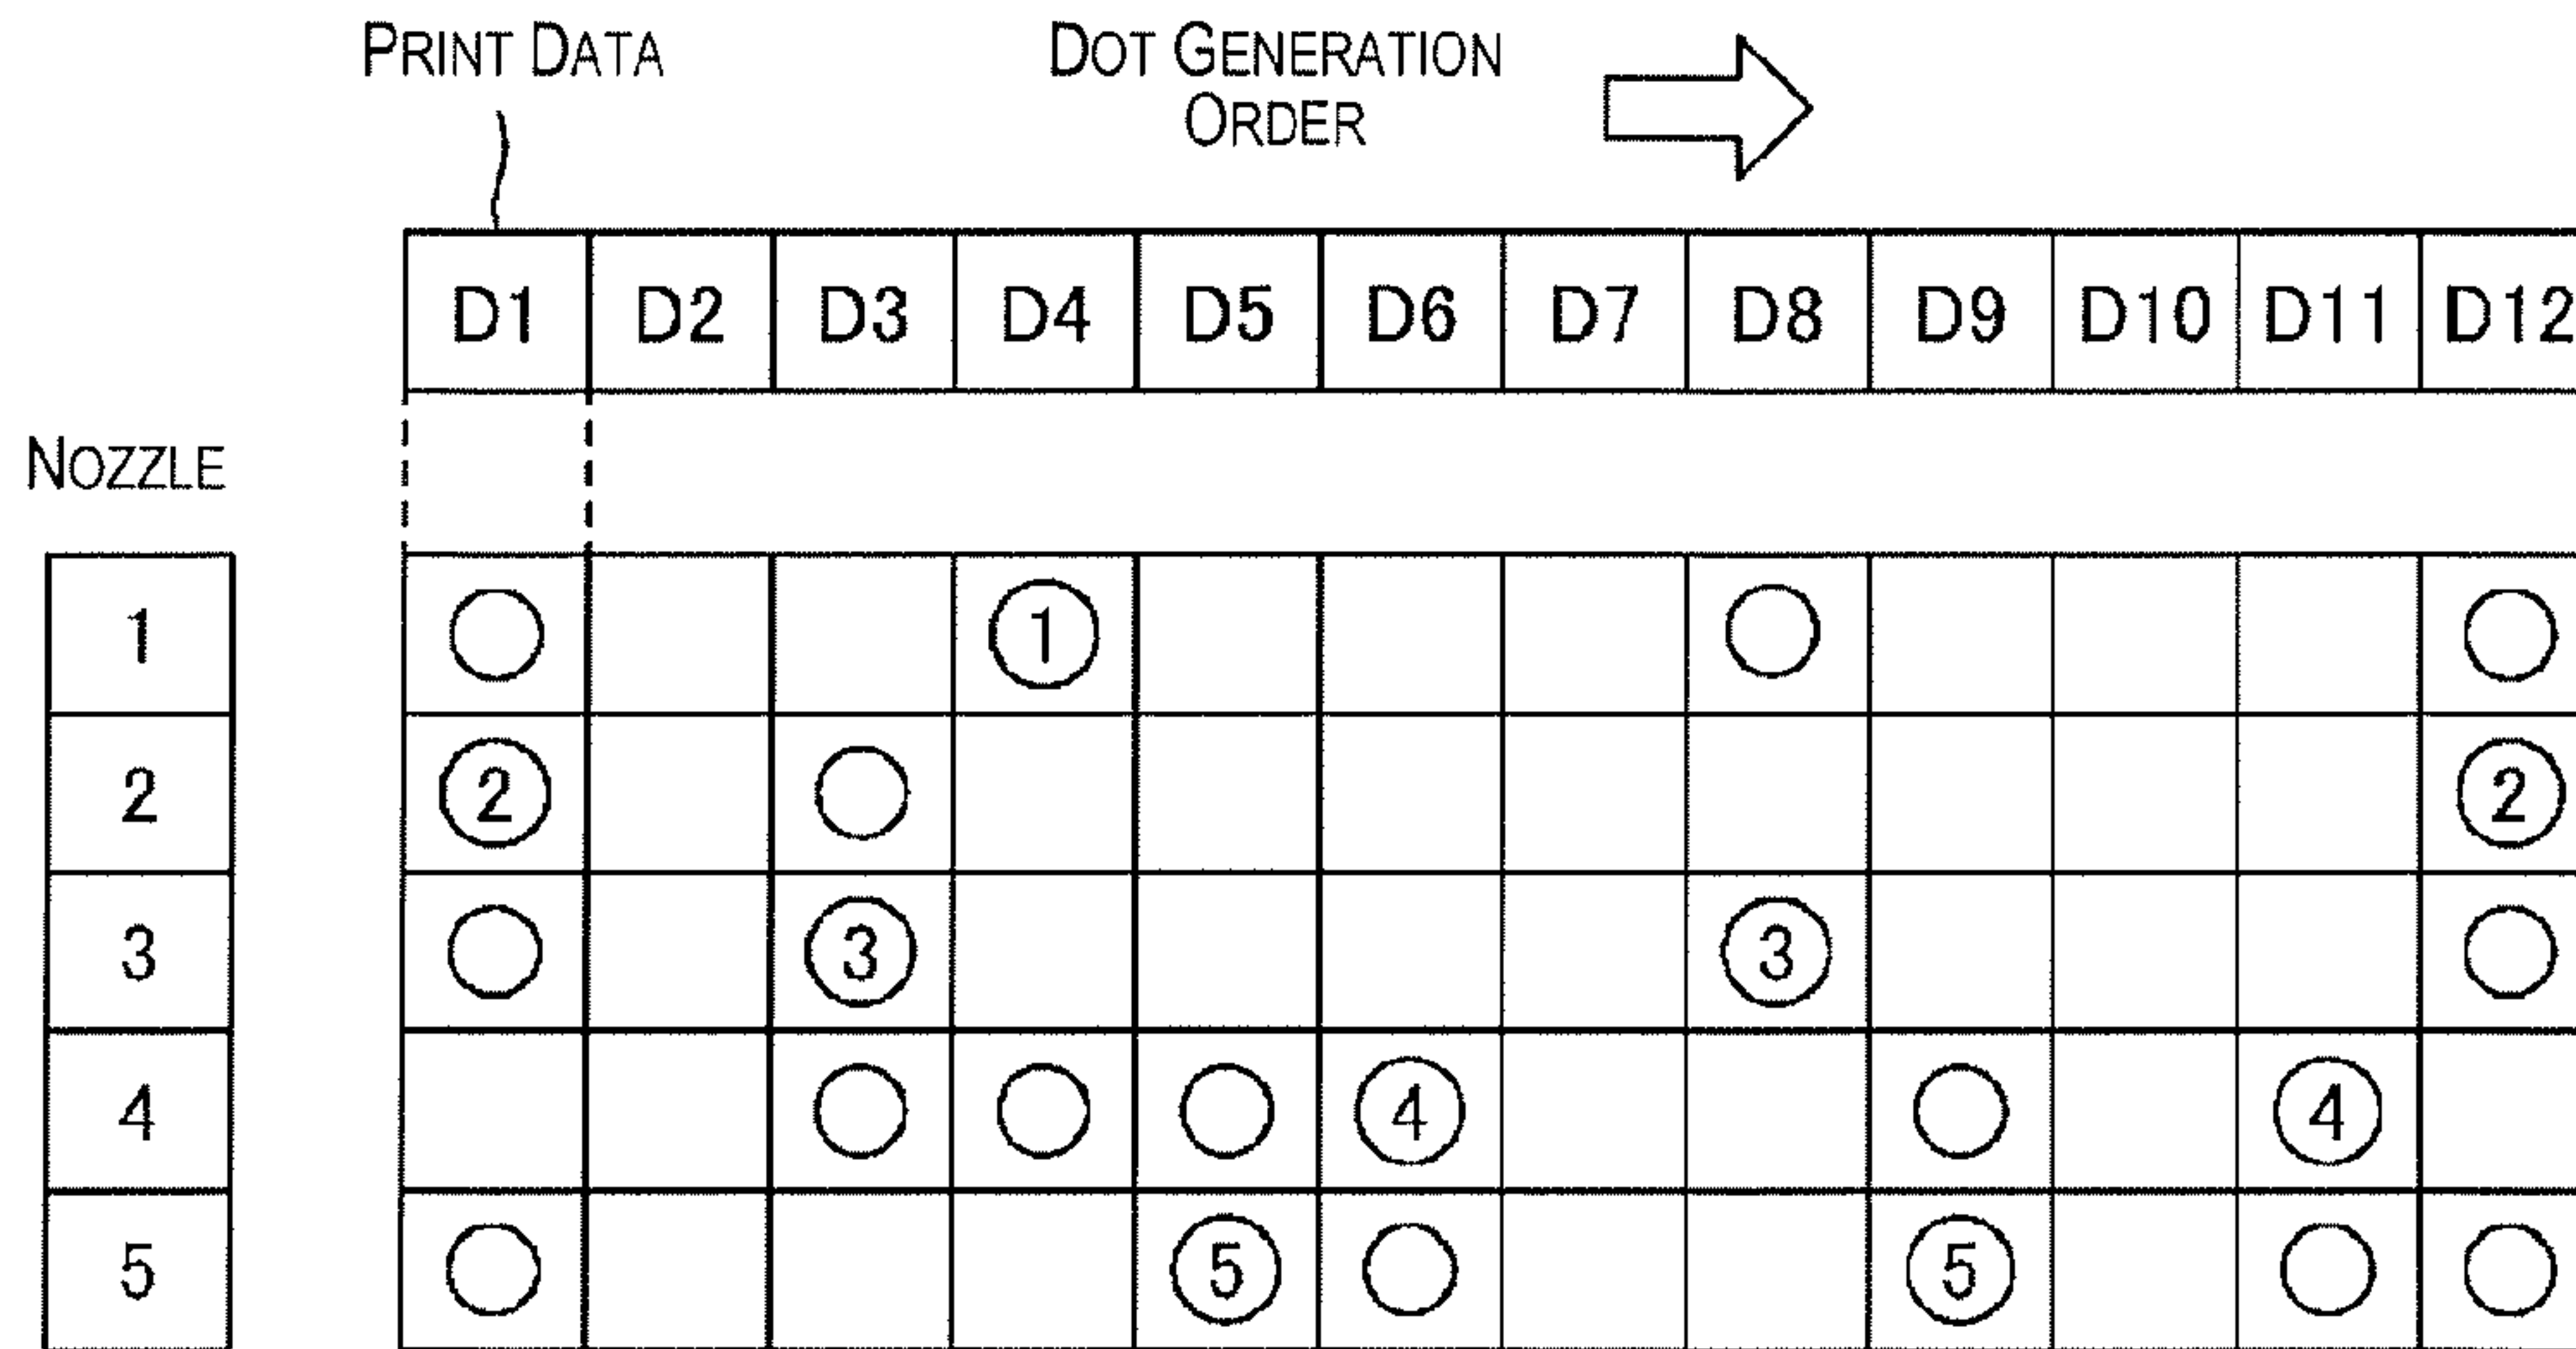 PRINT DATA
DOT GENERATION
ORDER
D1 D2 D3 D4 D5 D6 D7 D8 D9 D10 D11 D12
NOZZLE
1 1
2 2 2
3 3 3
4 4 4
5 5 5